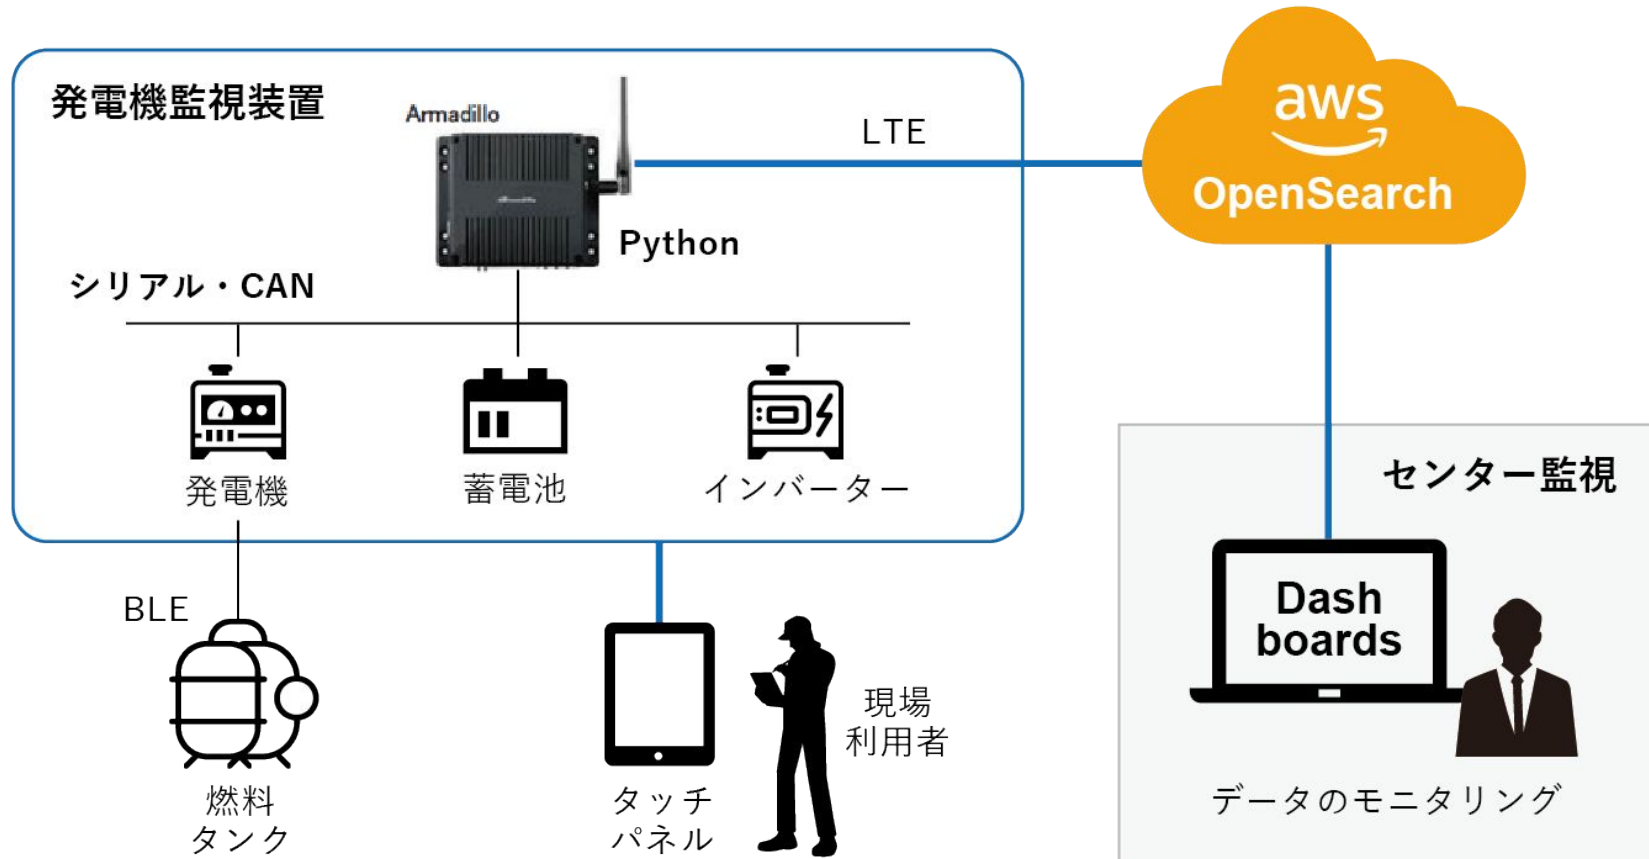 発電機監視装置
Armadillo
LTE
aws
OpenSearch
Python
シリアル・CAN
発電機
蓄電池
インバーター
センター監視
BLE
Dash
boards
現場
利用者
燃料
タンク
タッチ
パネル
データのモニタリング